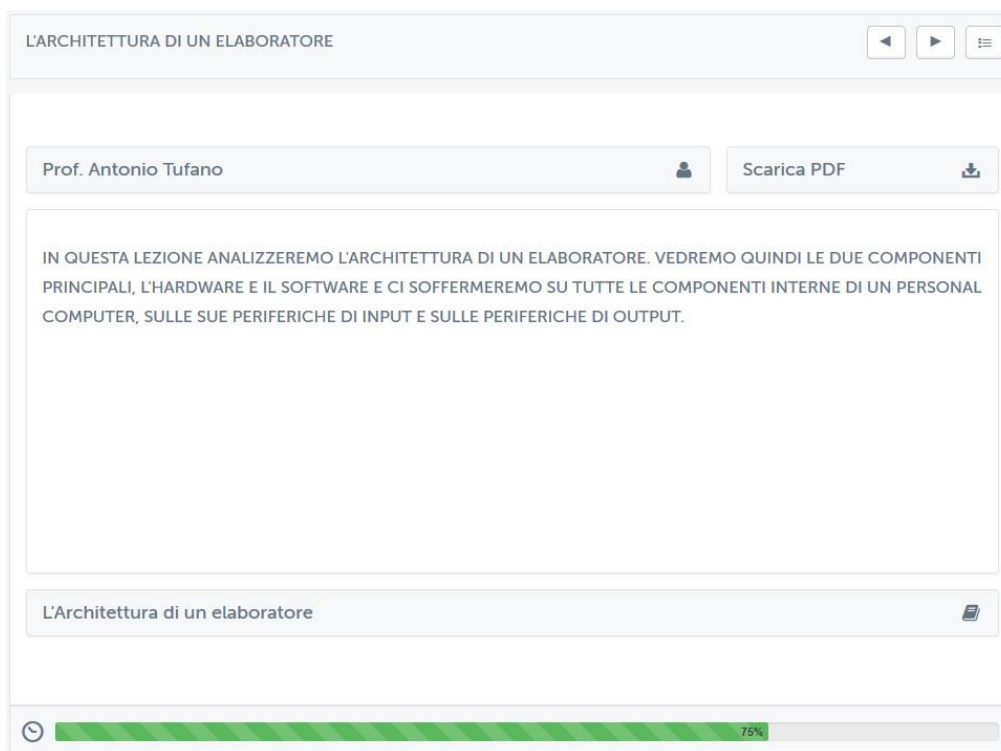 L'ARCHITETTURA DI UN ELABORATORE
Prof. Antonio Tufano
Scarica PDF
IN QUESTA LEZIONE ANALIZZEREMO L'ARCHITETTURA DI UN ELABORATORE. VEDREMO QUINDI LE DUE COMPONENTI
PRINCIPALI, L'HARDWARE E IL SOFTWARE E CI SOFFERMEREMO SU TUTTE LE COMPONENTI INTERNE DI UN PERSONAL
COMPUTER, SULLE SUE PERIFERICHE DI INPUT E SULLE PERIFERICHE DI OUTPUT.
L'Architettura di un elaboratore
75%